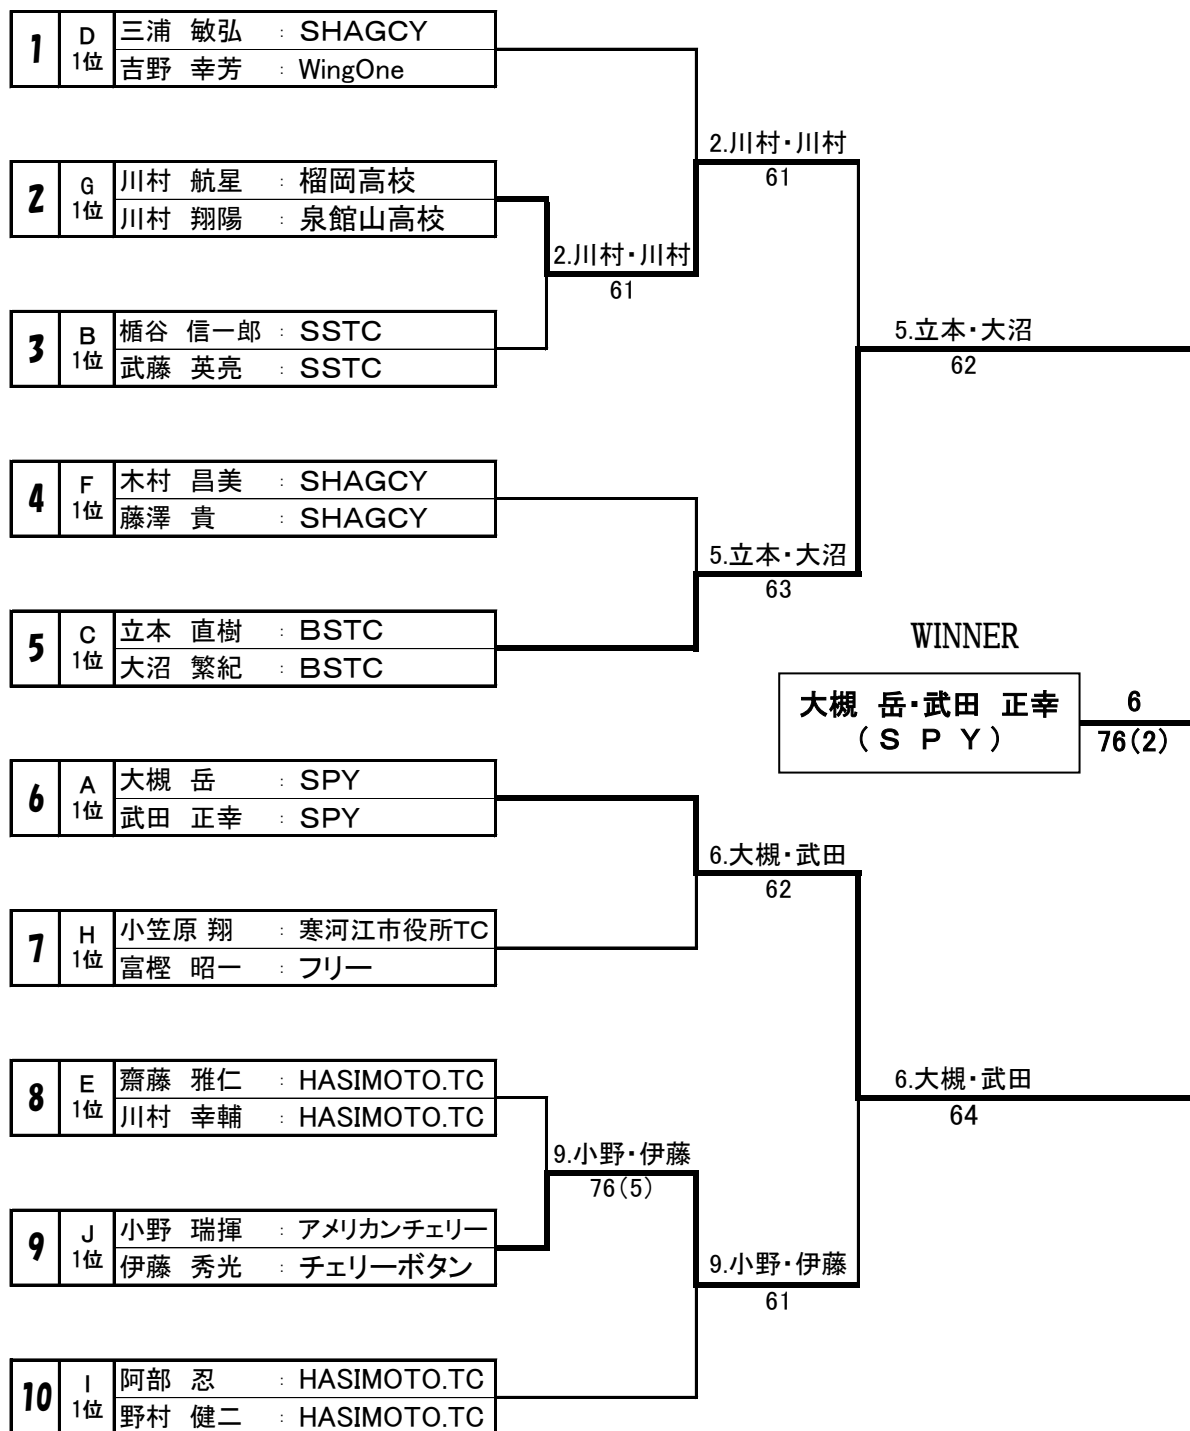 1 D 1位 三浦 敏弘 : SHAGCY
吉野 幸芳 : WingOne
2.川村・川村
61
2 G 1位 川村 航星 : 榴岡高校
川村 翔陽 : 泉館山高校
2.川村・川村
61
3 B 1位 楯谷 信一郎 : SSTC
武藤 英亮 : SSTC
5.立本・大沼
62
4 F 1位 木村 昌美 : SHAGCY
藤澤 貴 : SHAGCY
5.立本・大沼
63
5 C 1位 立本 直樹 : BSTC
大沼 繁紀 : BSTC
WINNER
大槻 岳・武田 正幸
(SPY)
6
76(2)
6 A 1位 大槻 岳 : SPY
武田 正幸 : SPY
6.大槻・武田
62
7 H 1位 小笠原 翔 : 寒河江市役所TC
富樫 昭一 : フリー
6.大槻・武田
64
8 E 1位 齋藤 雅仁 : HASIMOTO.TC
川村 幸輔 : HASIMOTO.TC
9.小野・伊藤
76(5)
9 J 1位 小野 瑞揮 : アメリカンチェリー
伊藤 秀光 : チェリーボタン
9.小野・伊藤
61
10 I 1位 阿部 忍 : HASIMOTO.TC
野村 健二 : HASIMOTO.TC